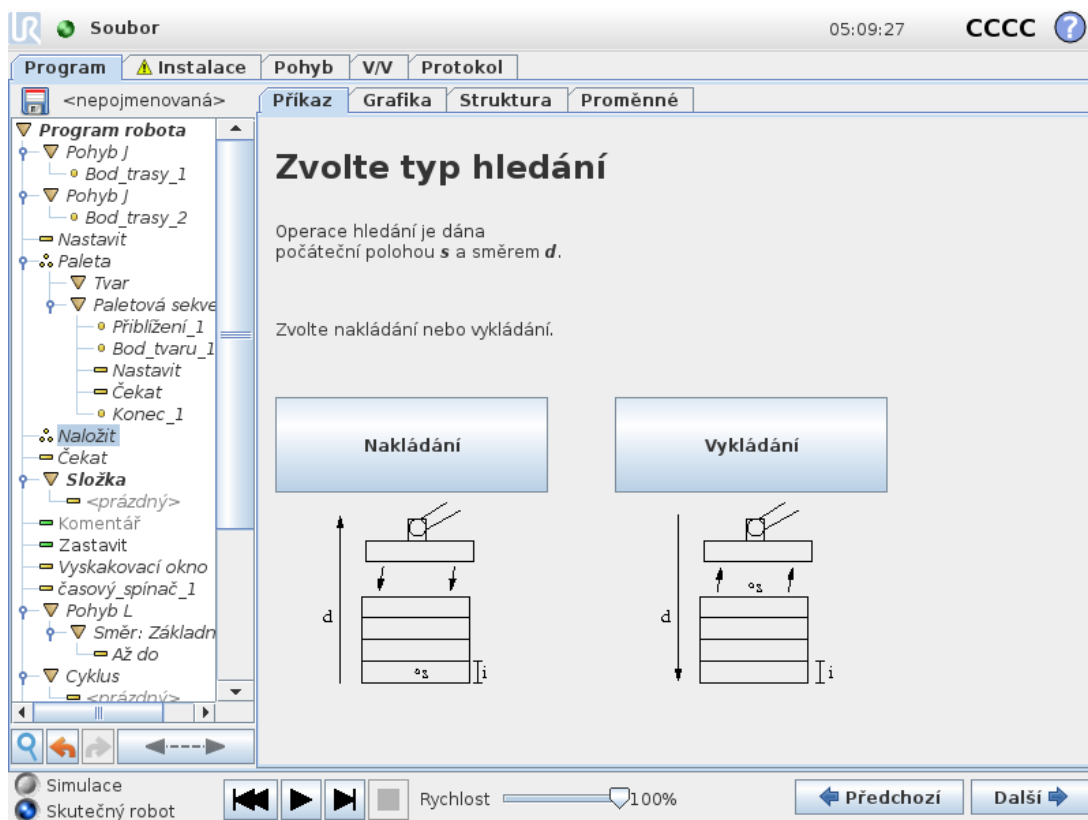 UR Soubor 05:09:27 CCCC ?
Program Instalace Pohyb V/V Protokol
<nepojmenovaná> Příkaz Grafika Struktura Proměnné
Program robota
Pohyb J
Bod_trasy_1
Pohyb J
Bod_trasy_2
Nastavit
Paleta
Tvar
Paletová sekve
Přiblížení_1
Bod_tvaru_1
Nastavit
Čekat
Konec_1
Naložit
Čekat
Složka
<prázdný>
Komentář
Zastavit
Vyskakovací okno
časový_spínač_1
Pohyb L
Směr: Základn
Až do
Cyklus
<prázdný>
Zvolte typ hledání
Operace hledání je dána
počáteční polohou s a směrem d.
Zvolte nakládání nebo vykládání.
Nakládání Vykládání
d s i
d s i
Simulace
Skutečný robot
Rychlost 100%
Předchozí Další